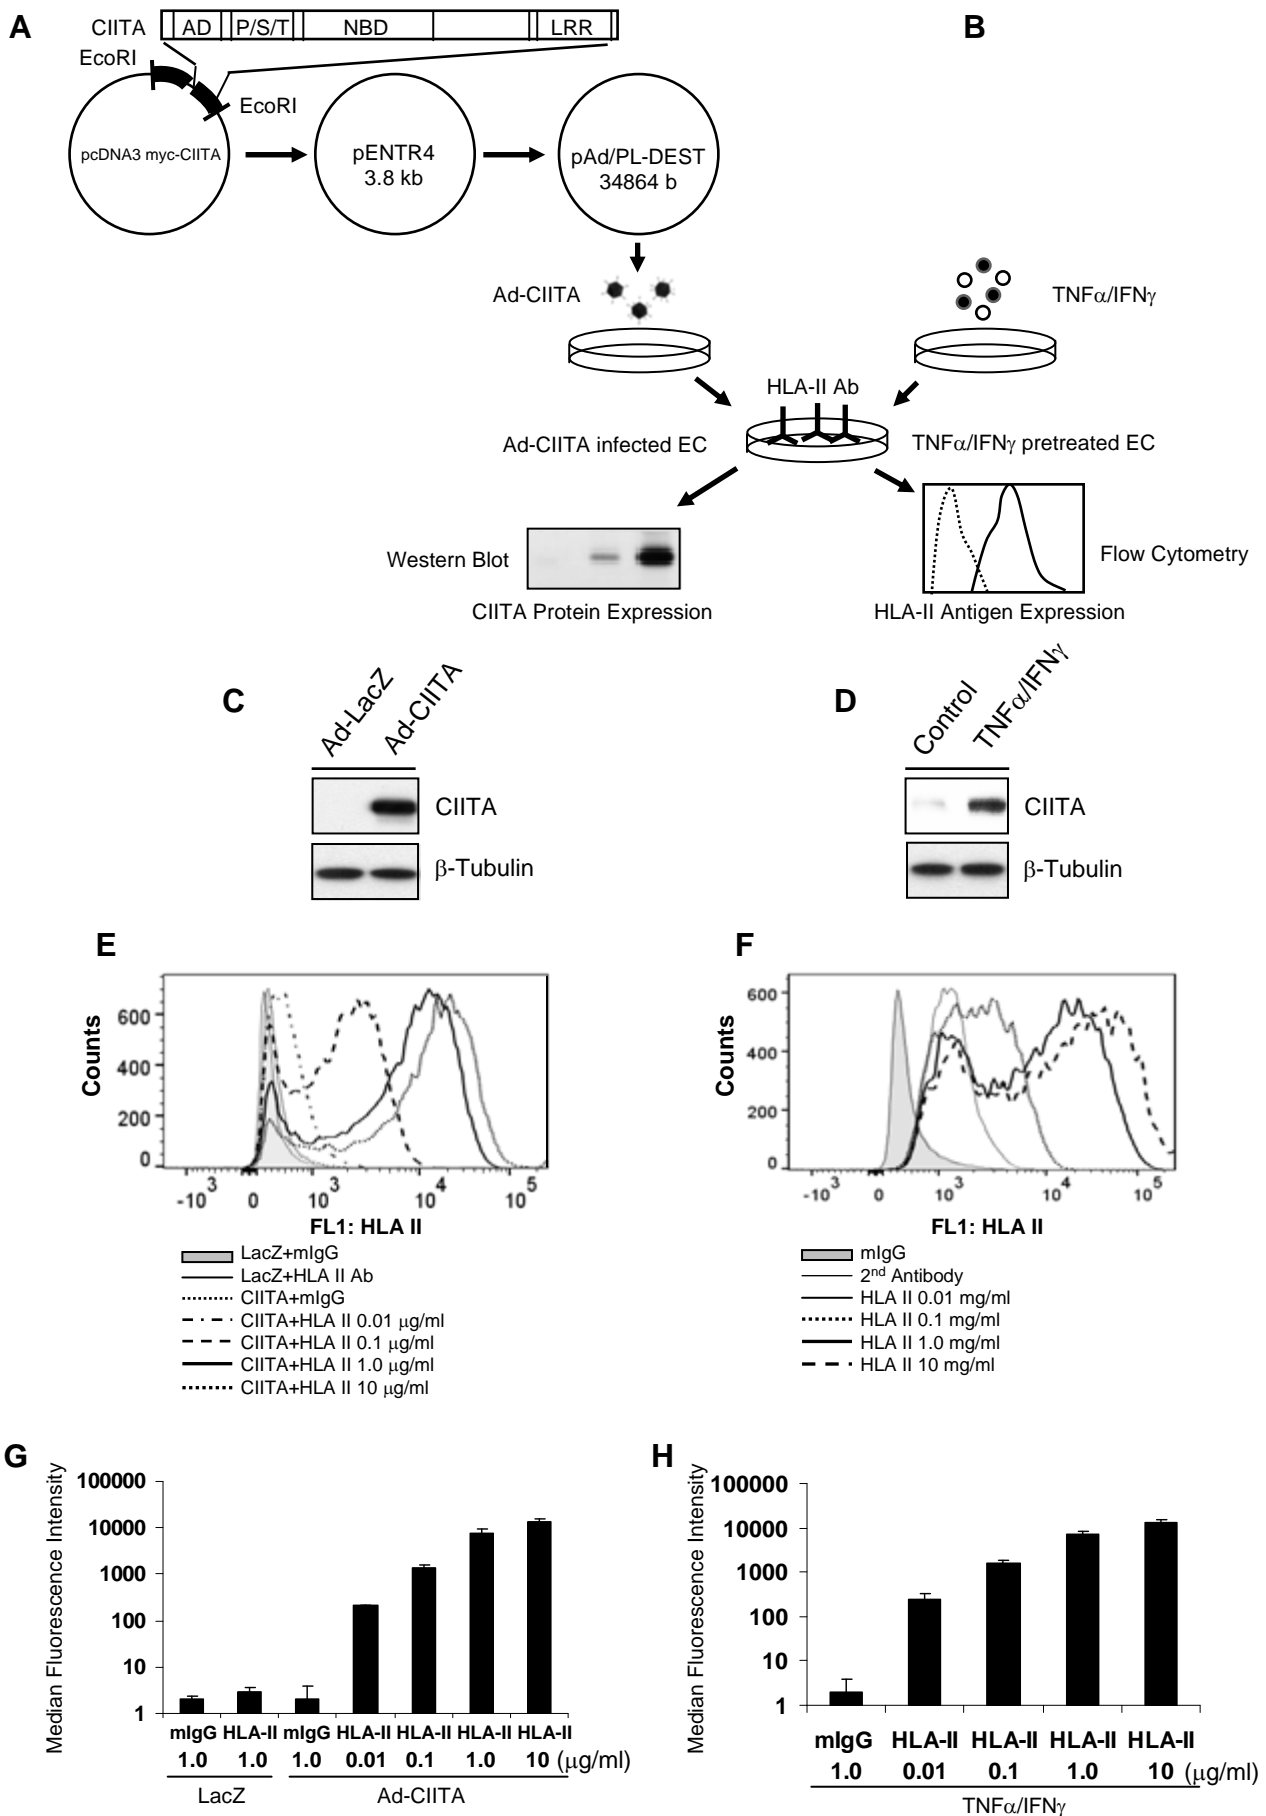 A
B
CIITA
AD
P/S/T
NBD
LRR
EcoRI
EcoRI
pcDNA3 myc-CIITA
pENTR4
3.8 kb
pAd/PL-DEST
34864 b
Ad-CIITA
TNFα/IFNγ
HLA-II Ab
Ad-CIITA infected EC
TNFα/IFNγ pretreated EC
Western Blot
Flow Cytometry
CIITA Protein Expression
HLA-II Antigen Expression
C
Ad-LacZ
Ad-CIITA
CIITA
β-Tubulin
D
Control
TNFα/IFNγ
CIITA
β-Tubulin
E
Counts
600
400
200
0
-10³ 0 10³ 10⁴ 10⁵
FL1: HLA II
LacZ+mIgG
LacZ+HLA II Ab
CIITA+mIgG
CIITA+HLA II 0.01 μg/ml
CIITA+HLA II 0.1 μg/ml
CIITA+HLA II 1.0 μg/ml
CIITA+HLA II 10 μg/ml
F
Counts
600
400
200
0
-10³ 0 10³ 10⁴ 10⁵
FL1: HLA II
mIgG
2nd Antibody
HLA II 0.01 mg/ml
HLA II 0.1 mg/ml
HLA II 1.0 mg/ml
HLA II 10 mg/ml
G
Median Fluorescence Intensity
100000
10000
1000
100
10
1
mIgG HLA-II mIgG HLA-II HLA-II HLA-II HLA-II
1.0 1.0 1.0 0.01 0.1 1.0 10 (μg/ml)
LacZ Ad-CIITA
H
Median Fluorescence Intensity
100000
10000
1000
100
10
1
mIgG HLA-II HLA-II HLA-II HLA-II
1.0 0.01 0.1 1.0 10 (μg/ml)
TNFα/IFNγ